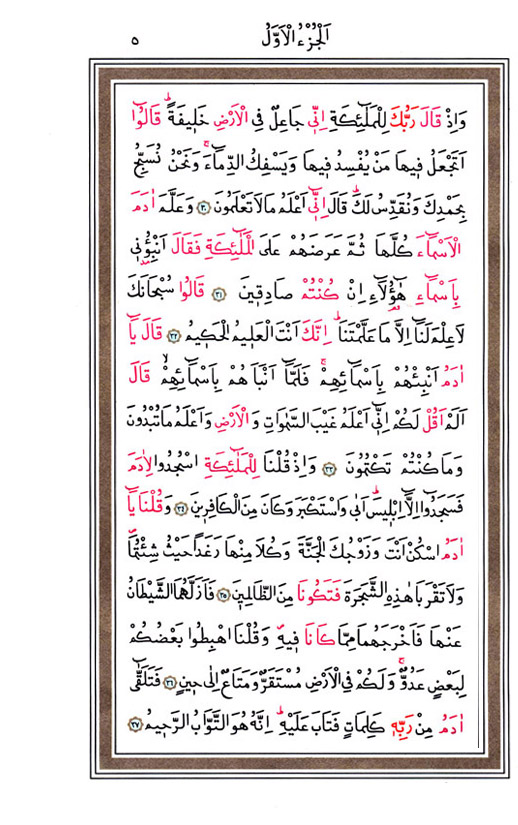 اَلْجُزْءُ الْاَوَّلُ ٥
وَاِذْ قَالَ رَبُّكَ لِلْمَلٰٓئِكَةِ اِنّ۪ي جَاعِلٌ فِي الْاَرْضِ خَل۪يفَةًۜ قَالُٓوا
اَتَجْعَلُ ف۪يهَا مَنْ يُفْسِدُ ف۪يهَا وَيَسْفِكُ الدِّمَٓاءَۚ وَنَحْنُ نُسَبِّحُ
بِحَمْدِكَ وَنُقَدِّسُ لَكَۜ قَالَ اِنّ۪ٓي اَعْلَمُ مَا لَا تَعْلَمُونَ ﴿٣٠﴾ وَعَلَّمَ اٰدَمَ
الْاَسْمَٓاءَ كُلَّهَا ثُمَّ عَرَضَهُمْ عَلَى الْمَلٰٓئِكَةِ فَقَالَ اَنْبِؤُ۫ن۪ي
بِاَسْمَٓاءِ هٰٓؤُ۬لَٓاءِ اِنْ كُنْتُمْ صَادِق۪ينَ ﴿٣١﴾ قَالُوا سُبْحَانَكَ
لَا عِلْمَ لَنَٓا اِلَّا مَا عَلَّمْتَنَاۜ اِنَّكَ اَنْتَ الْعَل۪يمُ الْحَك۪يمُ ﴿٣٢﴾ قَالَ يَٓا
اٰدَمُ اَنْبِئْهُمْ بِاَسْمَٓائِهِمْۚ فَلَمَّٓا اَنْبَاَهُمْ بِاَسْمَٓائِهِمْۙ قَالَ
اَلَمْ اَقُلْ لَكُمْ اِنّ۪ٓي اَعْلَمُ غَيْبَ السَّمٰوَاتِ وَالْاَرْضِ وَاَعْلَمُ مَا تُبْدُونَ
وَمَا كُنْتُمْ تَكْتُمُونَ ﴿٣٣﴾ وَاِذْ قُلْنَا لِلْمَلٰٓئِكَةِ اسْجُدُوا لِاٰدَمَ
فَسَجَدُٓوا اِلَّٓا اِبْل۪يسَۜ اَبٰى وَاسْتَكْبَرَ وَكَانَ مِنَ الْكَافِر۪ينَ ﴿٣٤﴾ وَقُلْنَا يَٓا
اٰدَمُ اسْكُنْ اَنْتَ وَزَوْجُكَ الْجَنَّةَ وَكُلَا مِنْهَا رَغَدًا حَيْثُ شِئْتُمَاۖ
وَلَا تَقْرَبَا هٰذِهِ الشَّجَرَةَ فَتَكُونَا مِنَ الظَّالِم۪ينَ ﴿٣٥﴾ فَاَزَلَّهُمَا الشَّيْطَانُ
عَنْهَا فَاَخْرَجَهُمَا مِمَّا كَانَا ف۪يهِۖ وَقُلْنَا اهْبِطُوا بَعْضُكُمْ
لِبَعْضٍ عَدُوٌّۚ وَلَكُمْ فِي الْاَرْضِ مُسْتَقَرٌّ وَمَتَاعٌ اِلٰى ح۪ينٍ ﴿٣٦﴾ فَتَلَقّٰٓى
اٰدَمُ مِنْ رَبِّه۪ كَلِمَاتٍ فَتَابَ عَلَيْهِۜ اِنَّهُ هُوَ التَّوَّابُ الرَّح۪يمُ ﴿٣٧﴾